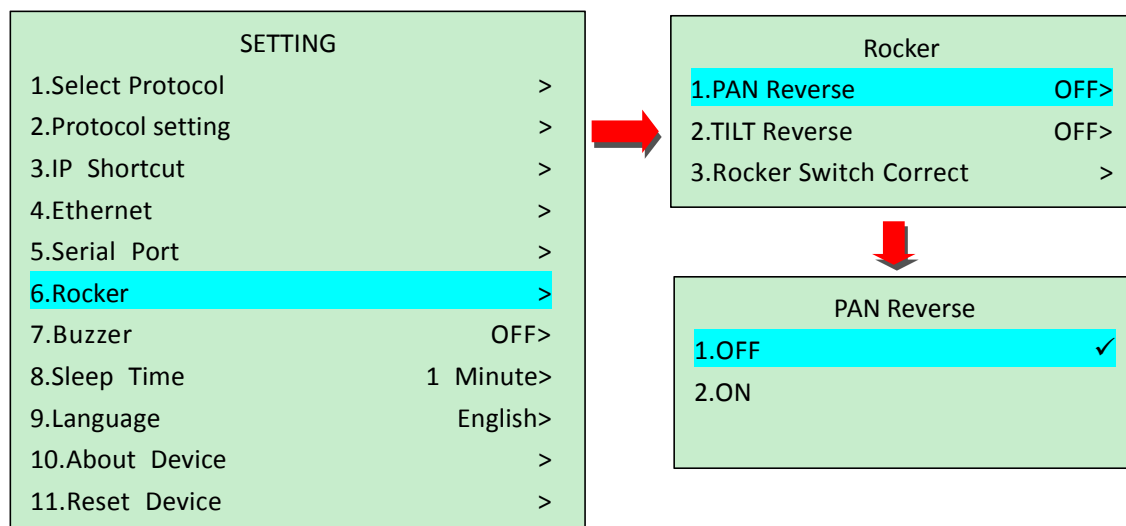 SETTING
1.Select Protocol >
2.Protocol setting >
3.IP Shortcut >
4.Ethernet >
5.Serial Port >
6.Rocker >
7.Buzzer OFF>
8.Sleep Time 1 Minute>
9.Language English>
10.About Device >
11.Reset Device >
Rocker
1.PAN Reverse OFF>
2.TILT Reverse OFF>
3.Rocker Switch Correct >
PAN Reverse
1.OFF ✓
2.ON